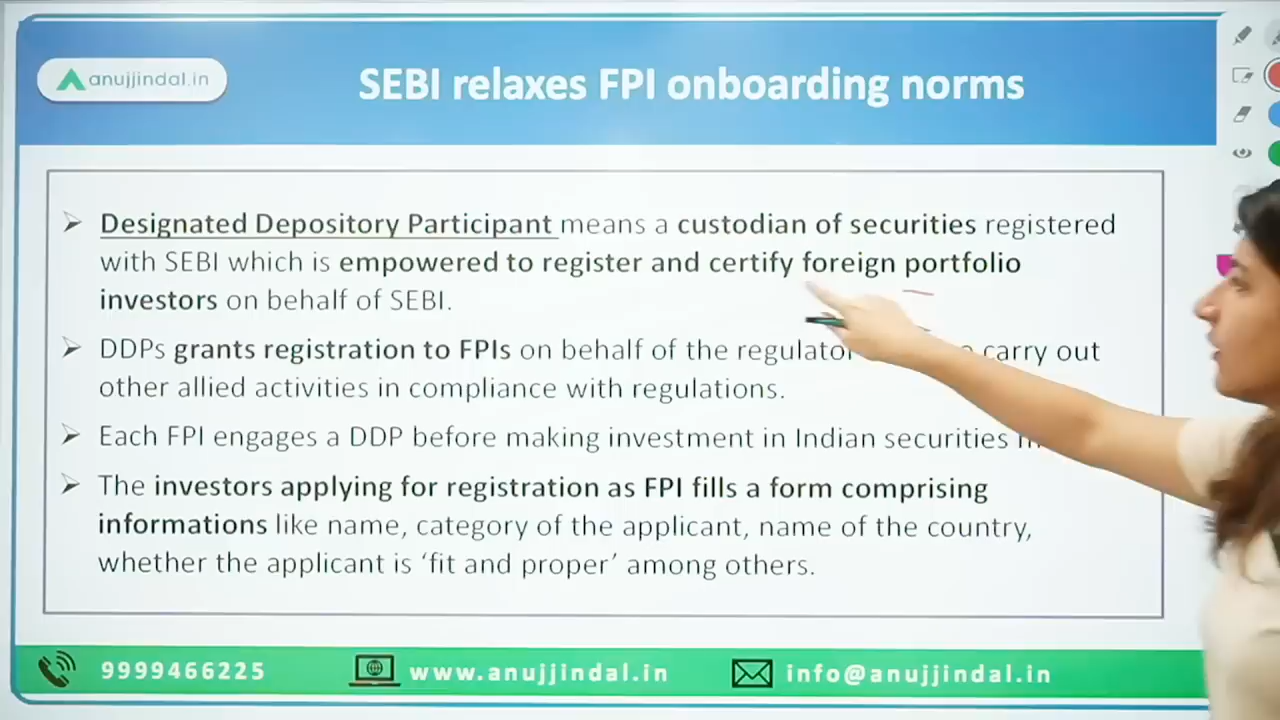 anujjindal.in
SEBI relaxes FPI onboarding norms
Designated Depository Participant means a custodian of securities registered
with SEBI which is empowered to register and certify foreign portfolio
investors on behalf of SEBI.
DDPs grants registration to FPIs on behalf of the carry out
other allied activities in compliance with regulations.
Each FPI engages a DDP before making investment in Indian securities
The investors applying for registration as FPI fills a form comprising
informations like name, category of the applicant, name of the country,
whether the applicant is ‘fit and proper’ among others.
9999466225 www.anujjindal.in info@anujjindal.in